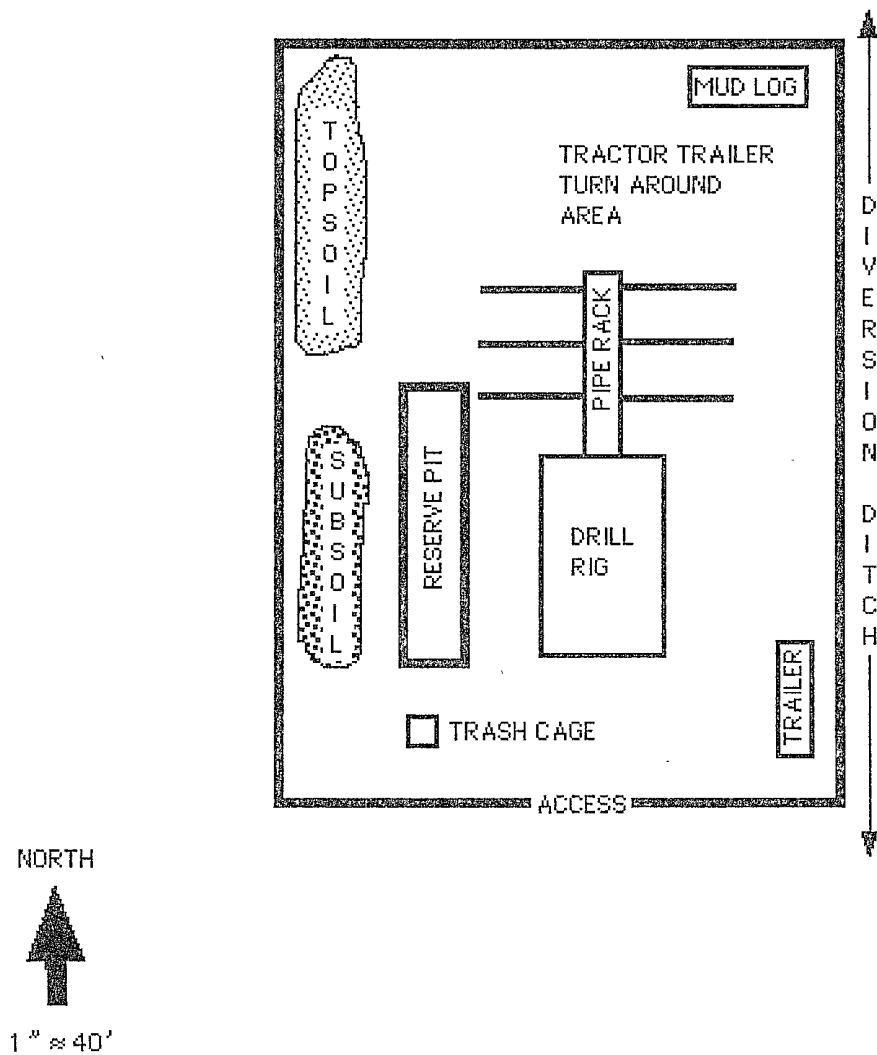 MUD LOG
TOPSOIL
TRACTOR TRAILER
TURN AROUND
AREA
DIVERSION DITCH
PIPE RACK
SUBSOIL
RESERVE PIT
DRILL
RIG
TRAILER
TRASH CAGE
ACCESS
NORTH
1" ≈ 40'